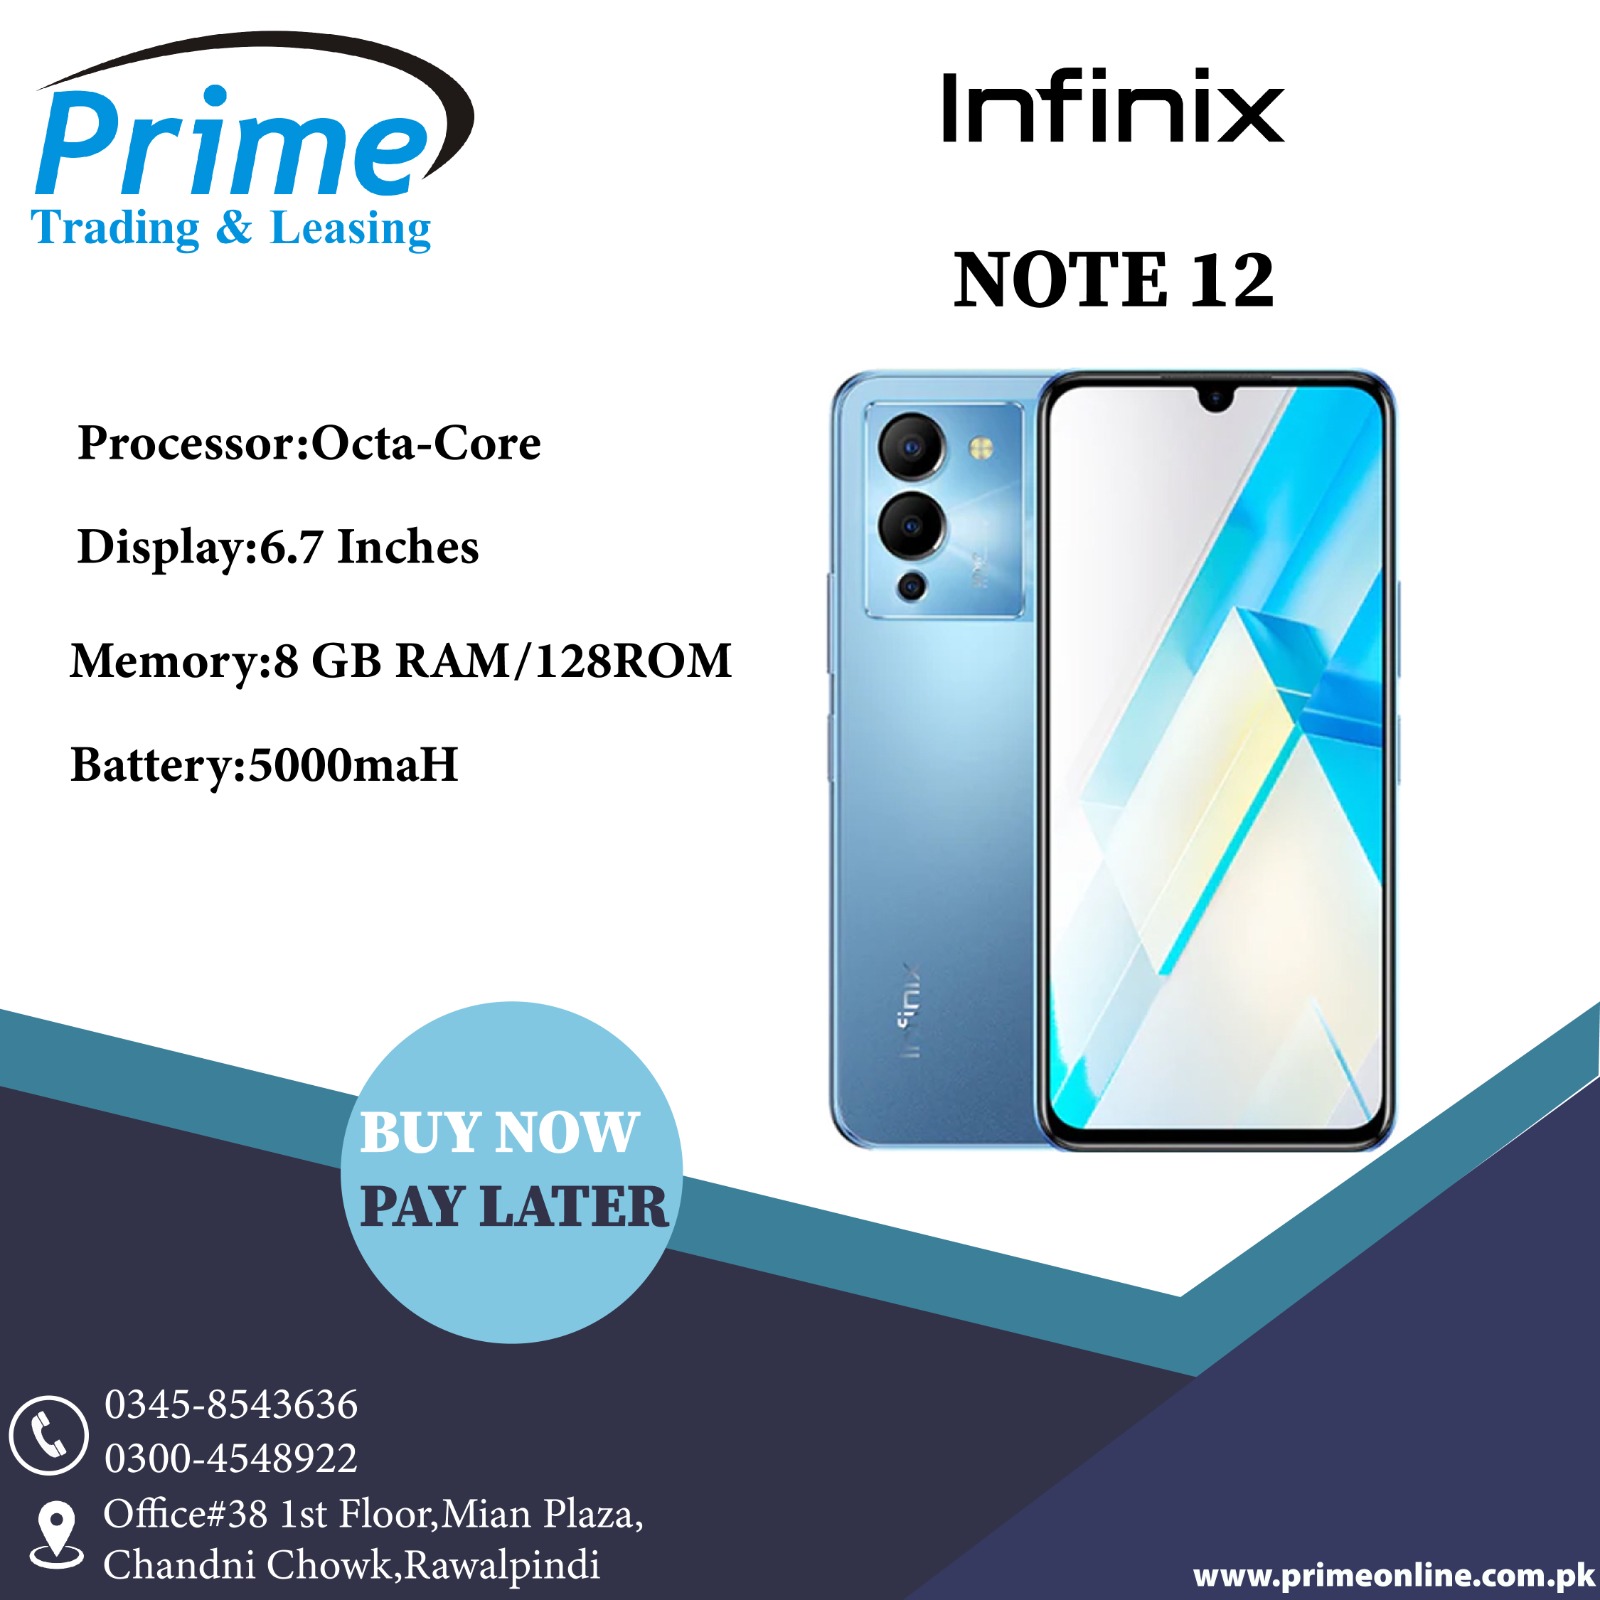 Prime
Trading & Leasing
Infinix
NOTE 12
Processor:Octa-Core
Display:6.7 Inches
Memory:8 GB RAM/128ROM
Battery:5000maH
Infinix
BUY NOW
PAY LATER
0345-8543636
0300-4548922
Office#38 1st Floor,Mian Plaza,
Chandni Chowk,Rawalpindi
www.primeonline.com.pk